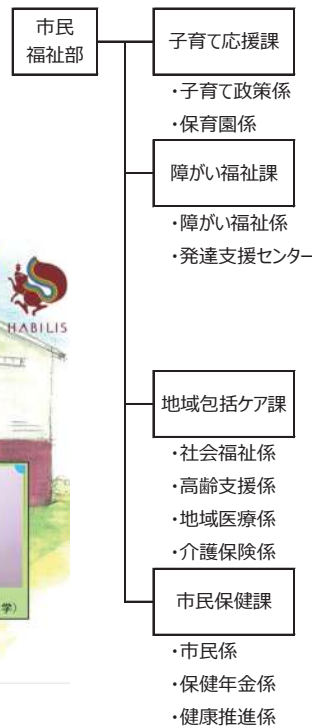 市民
福祉部
子育て応援課
・子育て政策係
・保育園係
障がい福祉課
・障がい福祉係
・発達支援センター
HABILIS
地域包括ケア課
・社会福祉係
・高齢支援係
・地域医療係
・介護保険係
学)
市民保健課
・市民係
・保健年金係
・健康推進係